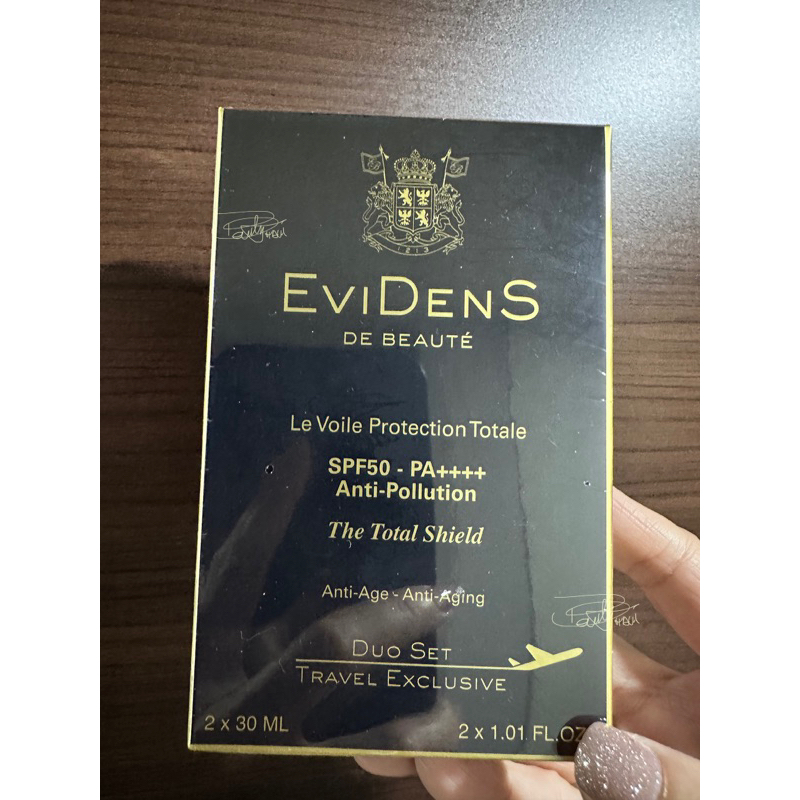 1213
EviDenS
DE BEAUTÉ
Le Voile Protection Totale
SPF50 - PA++++
Anti-Pollution
The Total Shield
Anti-Age - Anti-Aging
Duo Set
Travel Exclusive
2 x 30 ML
2 x 1.01 FL.OZ